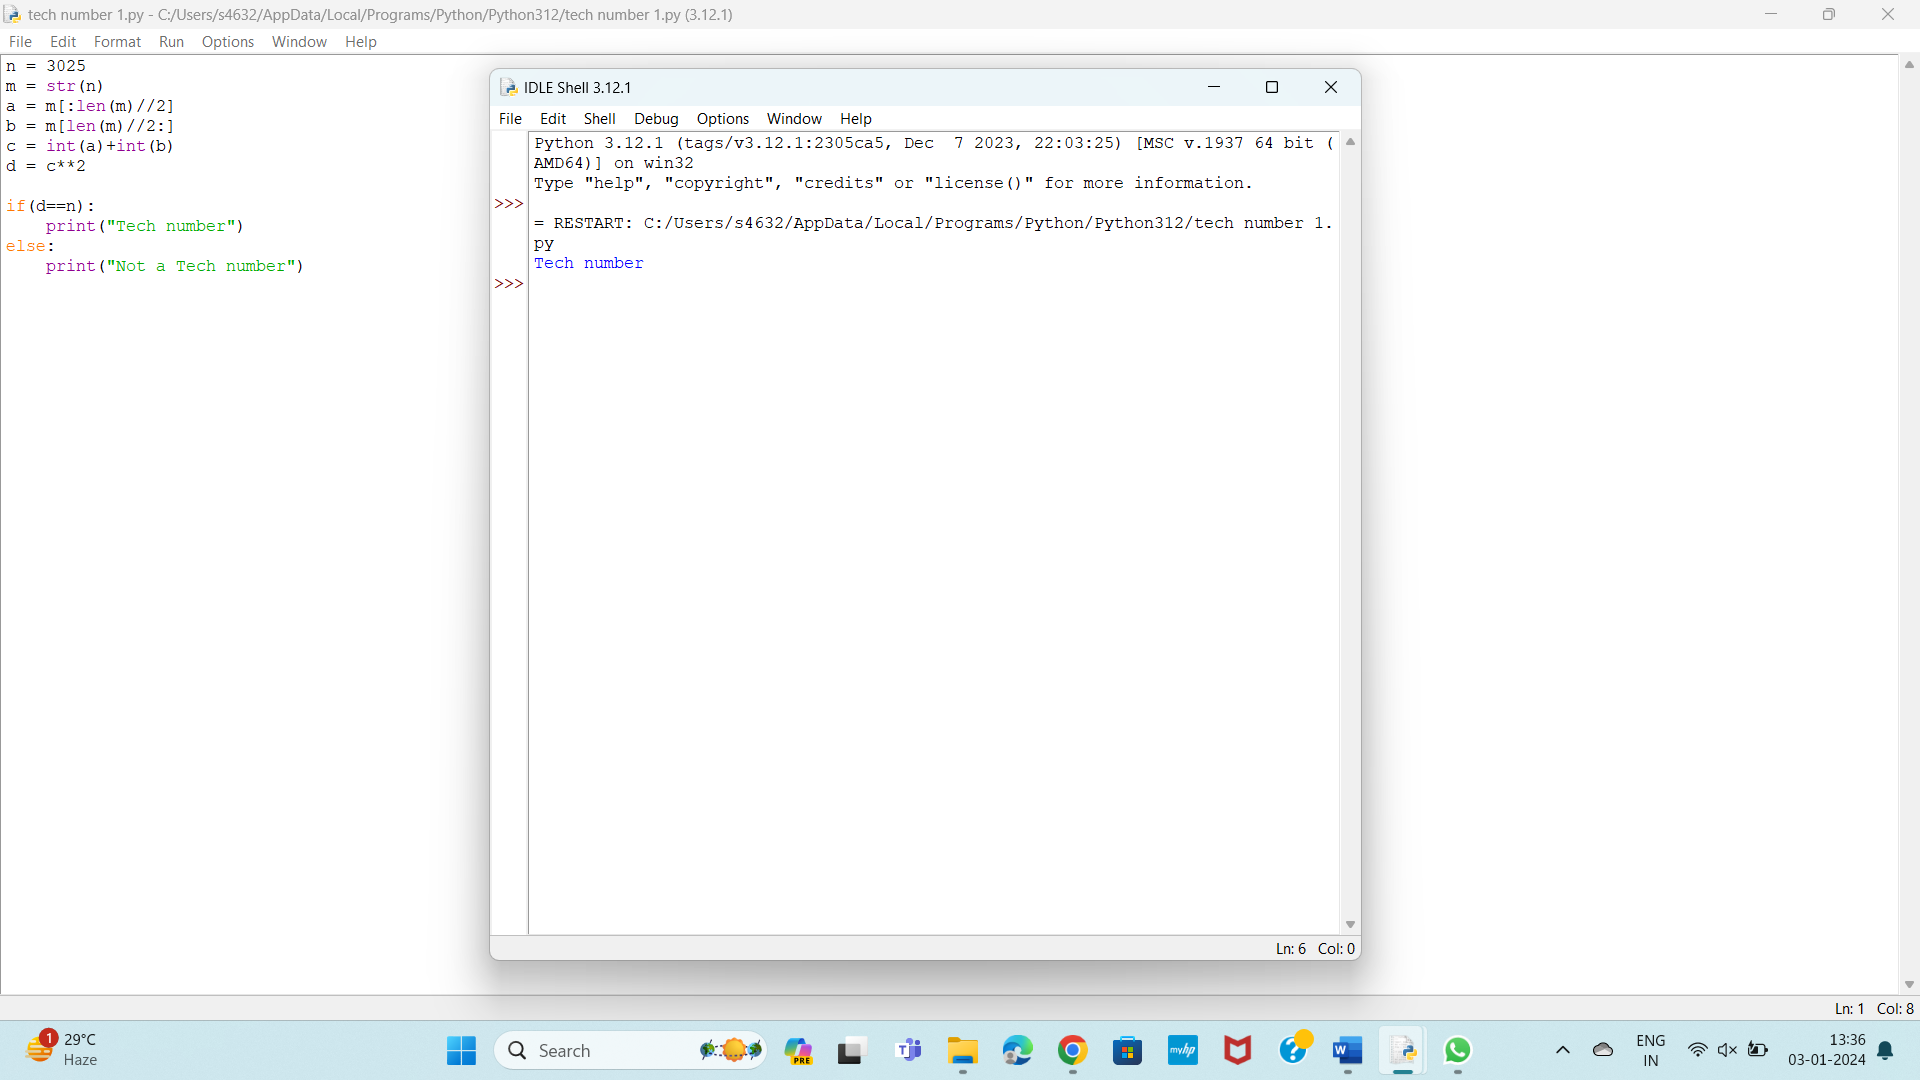 tech number 1.py - C:/Users/s4632/AppData/Local/Programs/Python/Python312/tech number 1.py (3.12.1)
File Edit Format Run Options Window Help
n = 3025
m = str(n)
a = m[:len(m)//2]
b = m[len(m)//2:]
c = int(a)+int(b)
d = c**2
if(d==n):
    print("Tech number")
else:
    print("Not a Tech number")
IDLE Shell 3.12.1
File Edit Shell Debug Options Window Help
Python 3.12.1 (tags/v3.12.1:2305ca5, Dec  7 2023, 22:03:25) [MSC v.1937 64 bit (
AMD64)] on win32
Type "help", "copyright", "credits" or "license()" for more information.
>>>
= RESTART: C:/Users/s4632/AppData/Local/Programs/Python/Python312/tech number 1.
py
Tech number
>>>
Ln: 6 Col: 0
Ln: 1 Col: 8
1
29°C
Haze
Search
PRE
T
myhp
?
W
ENG
IN
13:36
03-01-2024